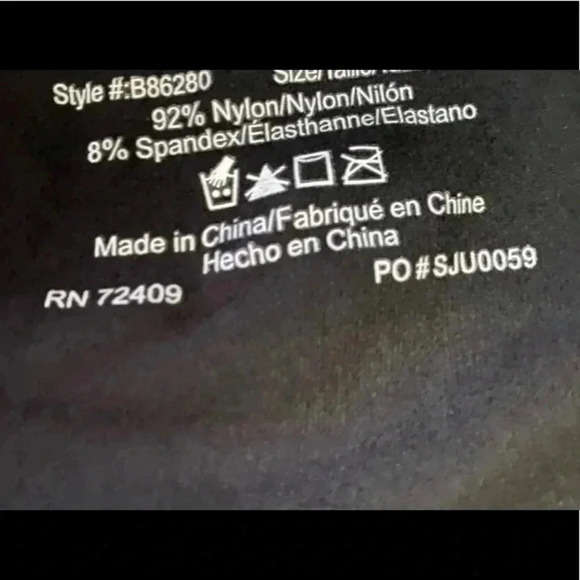 Style #:B86280
92% Nylon/Nylon/Nilón
8% Spandex/Élasthanne/Elastano
Made in China/Fabriqué en Chine
Hecho en China
PO#SJU0059
RN 72409